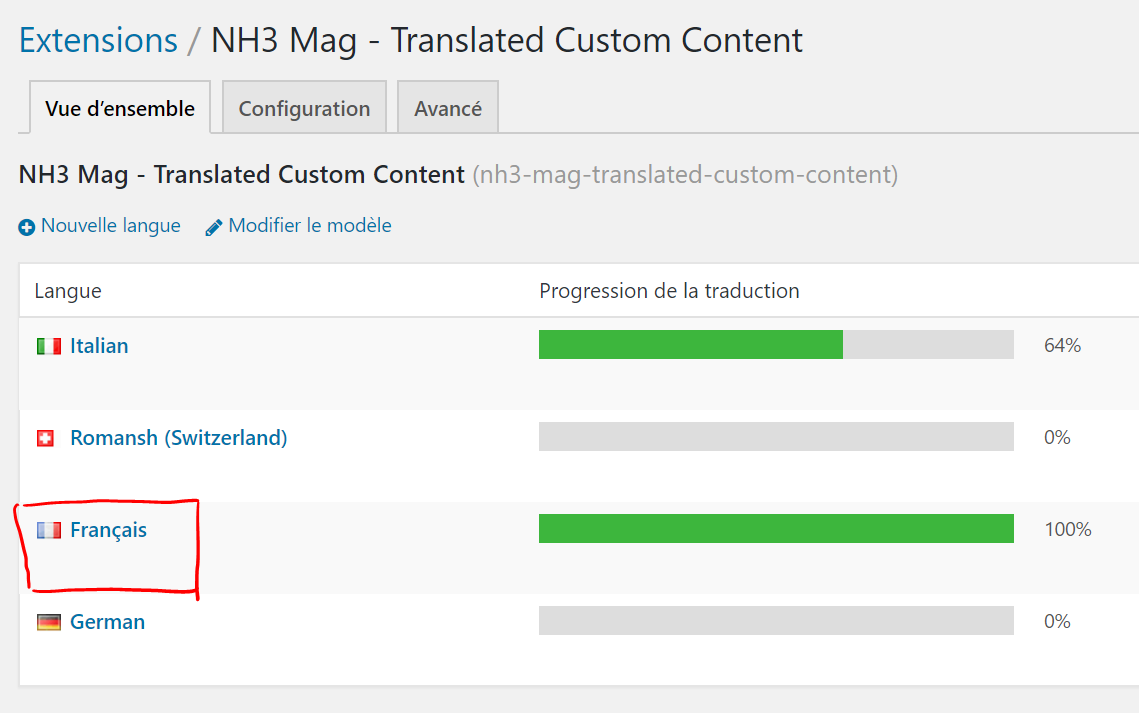 Extensions / NH3 Mag - Translated Custom Content
Vue d’ensemble Configuration Avancé
NH3 Mag - Translated Custom Content (nh3-mag-translated-custom-content)
Nouvelle langue Modifier le modèle
Langue Progression de la traduction
Italian 64%
Romansh (Switzerland) 0%
Français 100%
German 0%